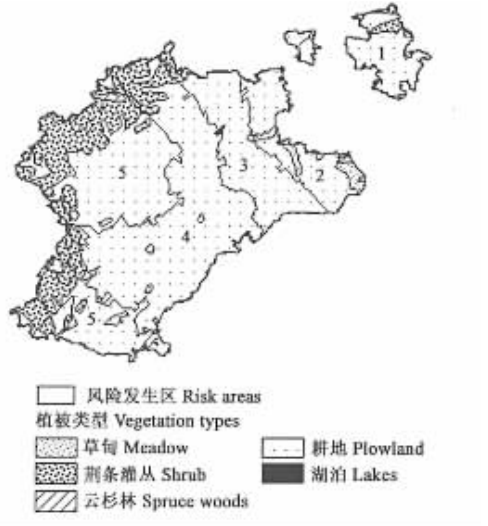 1
5
3
2
4
5
风险发生区 Risk areas
植被类型 Vegetation types
草甸 Meadow
耕地 Plowland
荆条灌丛 Shrub
湖泊 Lakes
云杉林 Spruce woods